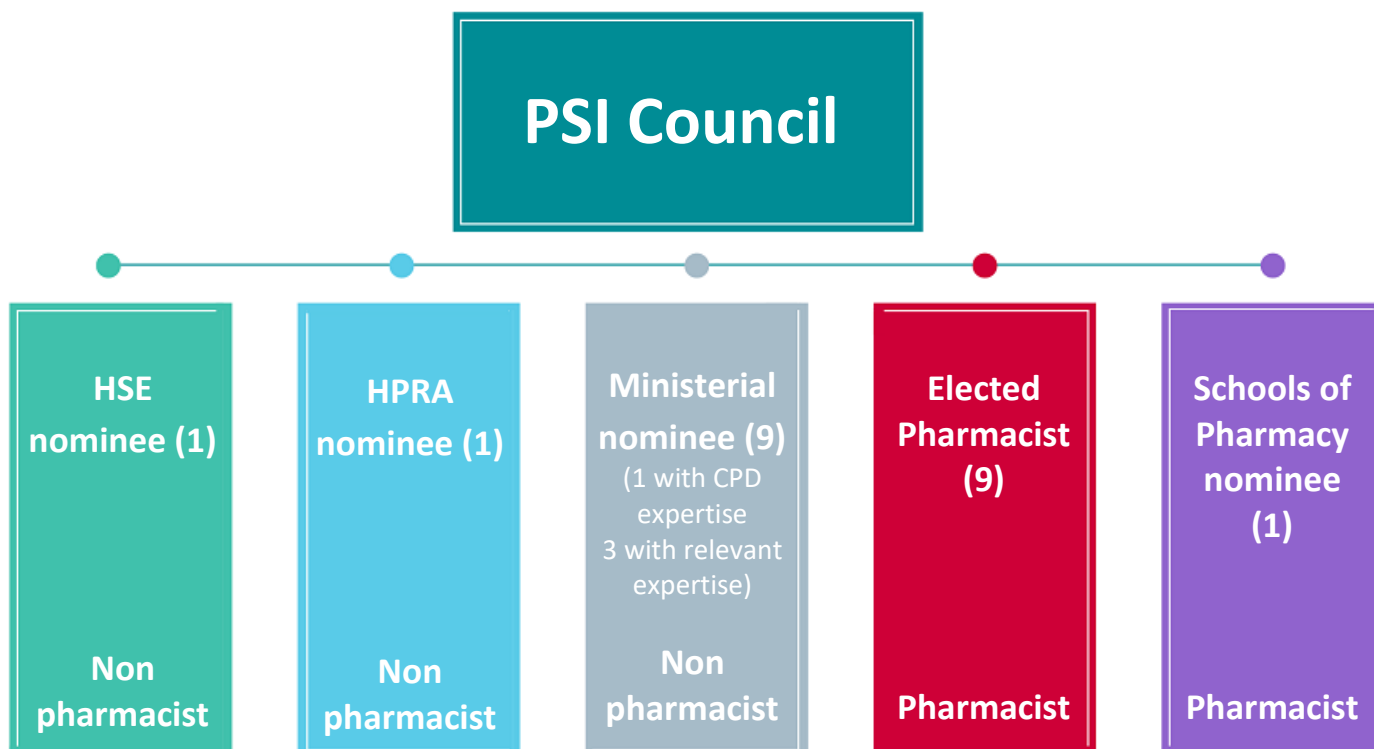 PSI Council
HSE
nominee (1)
Non
pharmacist
HPRA
nominee (1)
Non
pharmacist
Ministerial
nominee (9)
(1 with CPD
expertise
3 with relevant
expertise)
Non
pharmacist
Elected
Pharmacist
(9)
Pharmacist
Schools of
Pharmacy
nominee
(1)
Pharmacist